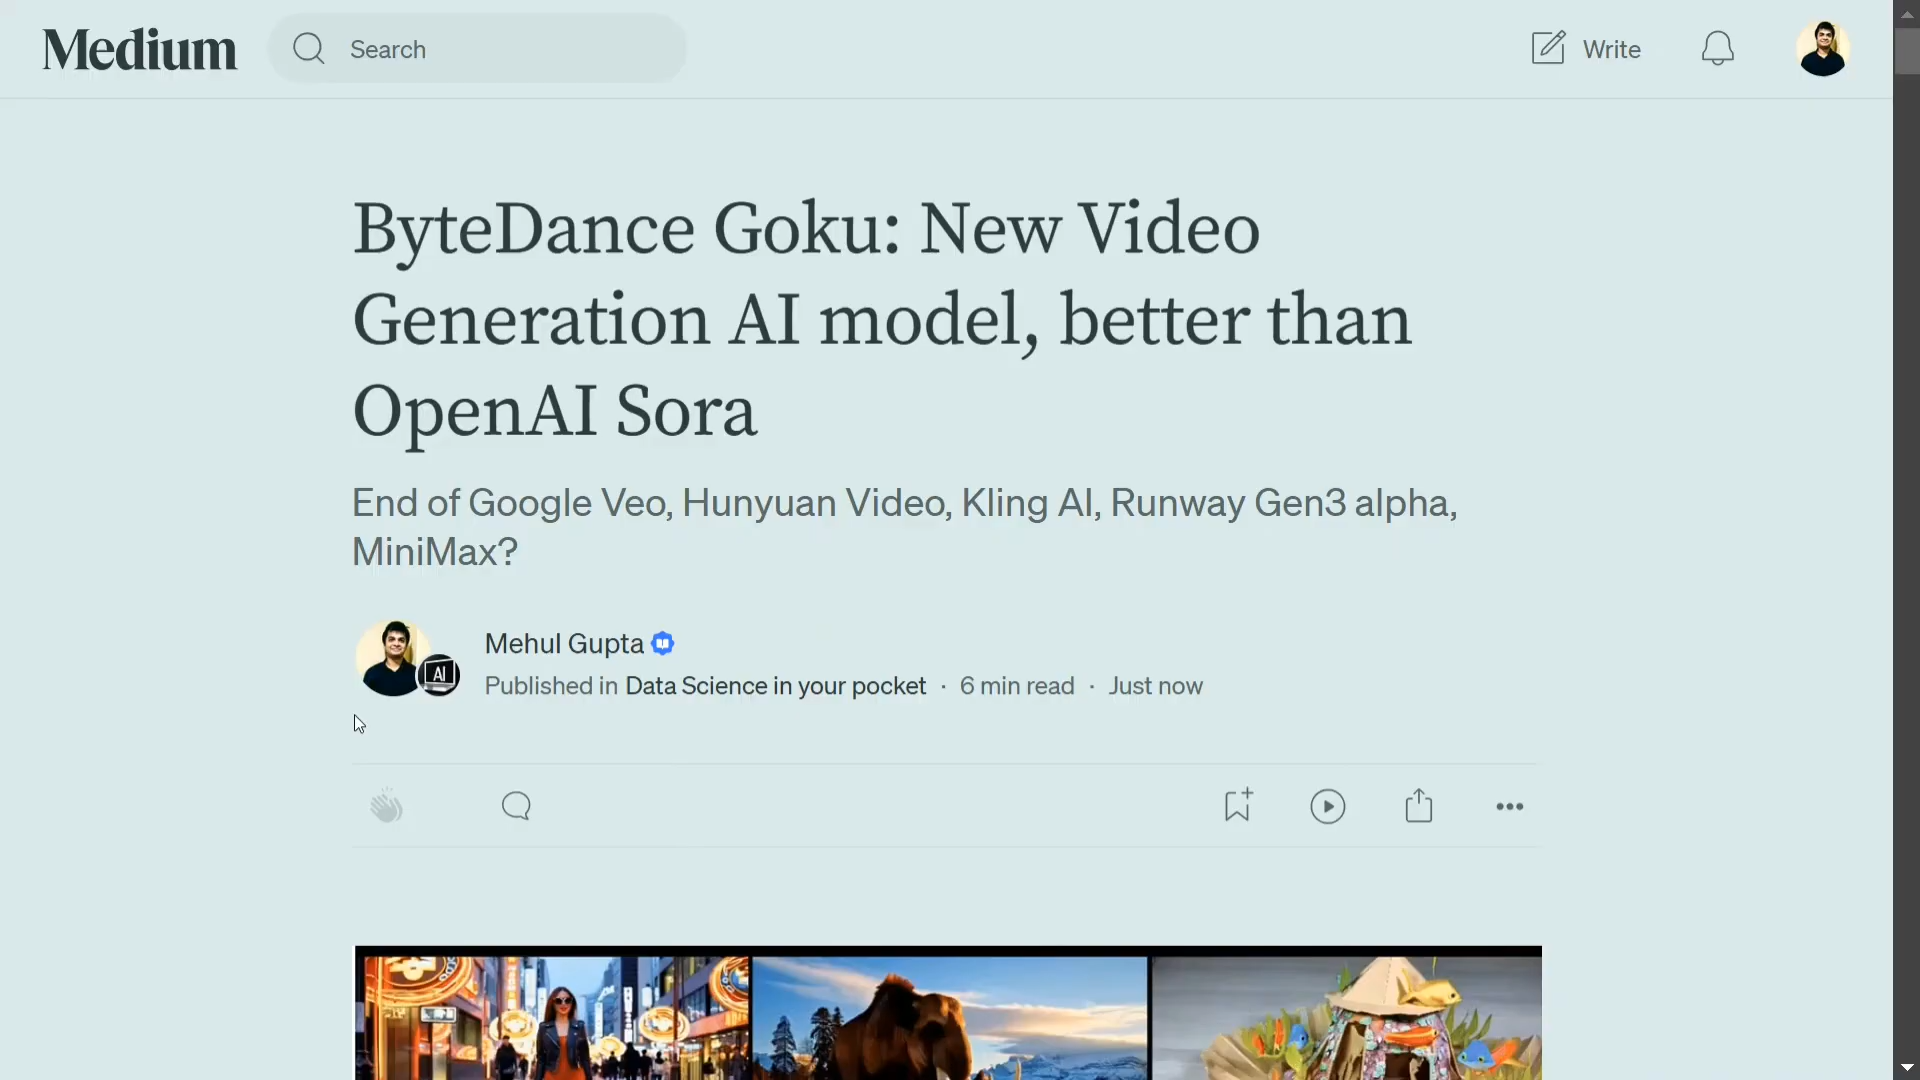 Medium
Search
Write
ByteDance Goku: New Video
Generation AI model, better than
OpenAI Sora
End of Google Veo, Hunyuan Video, Kling AI, Runway Gen3 alpha,
MiniMax?
AI
Mehul Gupta
Published in Data Science in your pocket · 6 min read · Just now